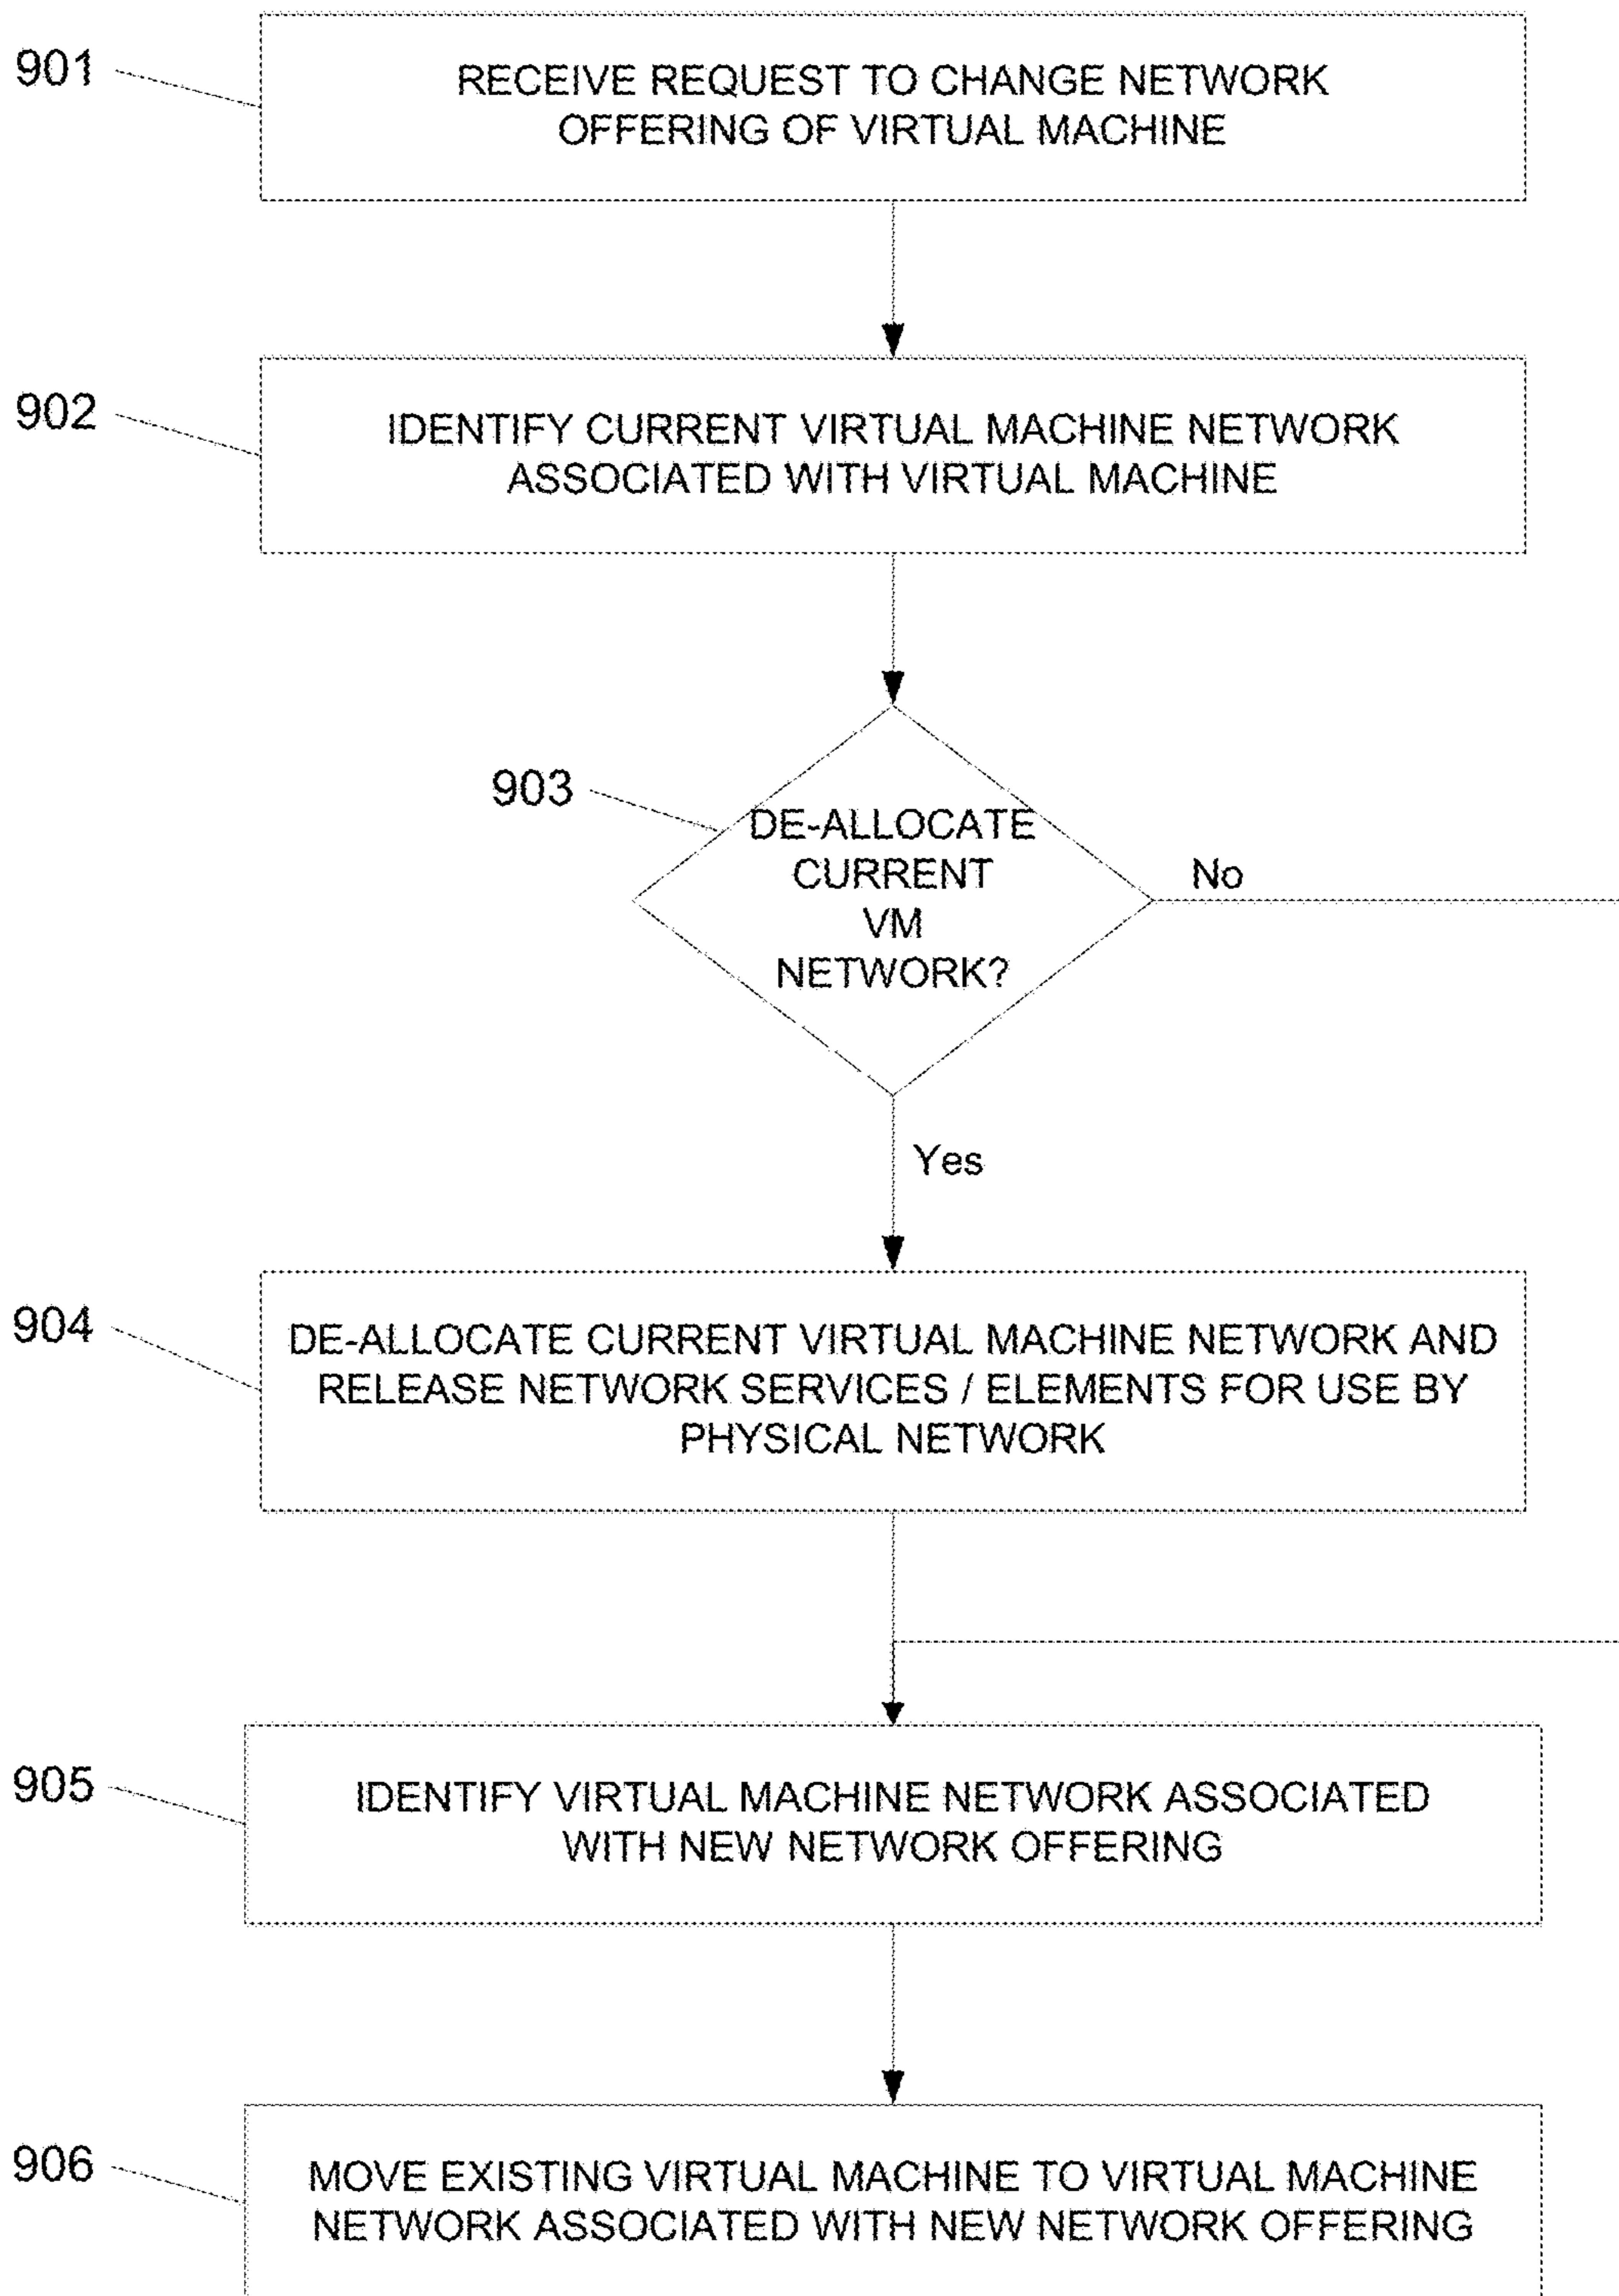 901
RECEIVE REQUEST TO CHANGE NETWORK
OFFERING OF VIRTUAL MACHINE
902
IDENTIFY CURRENT VIRTUAL MACHINE NETWORK
ASSOCIATED WITH VIRTUAL MACHINE
903
DE-ALLOCATE
CURRENT
VM
NETWORK?
No
Yes
904
DE-ALLOCATE CURRENT VIRTUAL MACHINE NETWORK AND
RELEASE NETWORK SERVICES / ELEMENTS FOR USE BY
PHYSICAL NETWORK
905
IDENTIFY VIRTUAL MACHINE NETWORK ASSOCIATED
WITH NEW NETWORK OFFERING
906
MOVE EXISTING VIRTUAL MACHINE TO VIRTUAL MACHINE
NETWORK ASSOCIATED WITH NEW NETWORK OFFERING